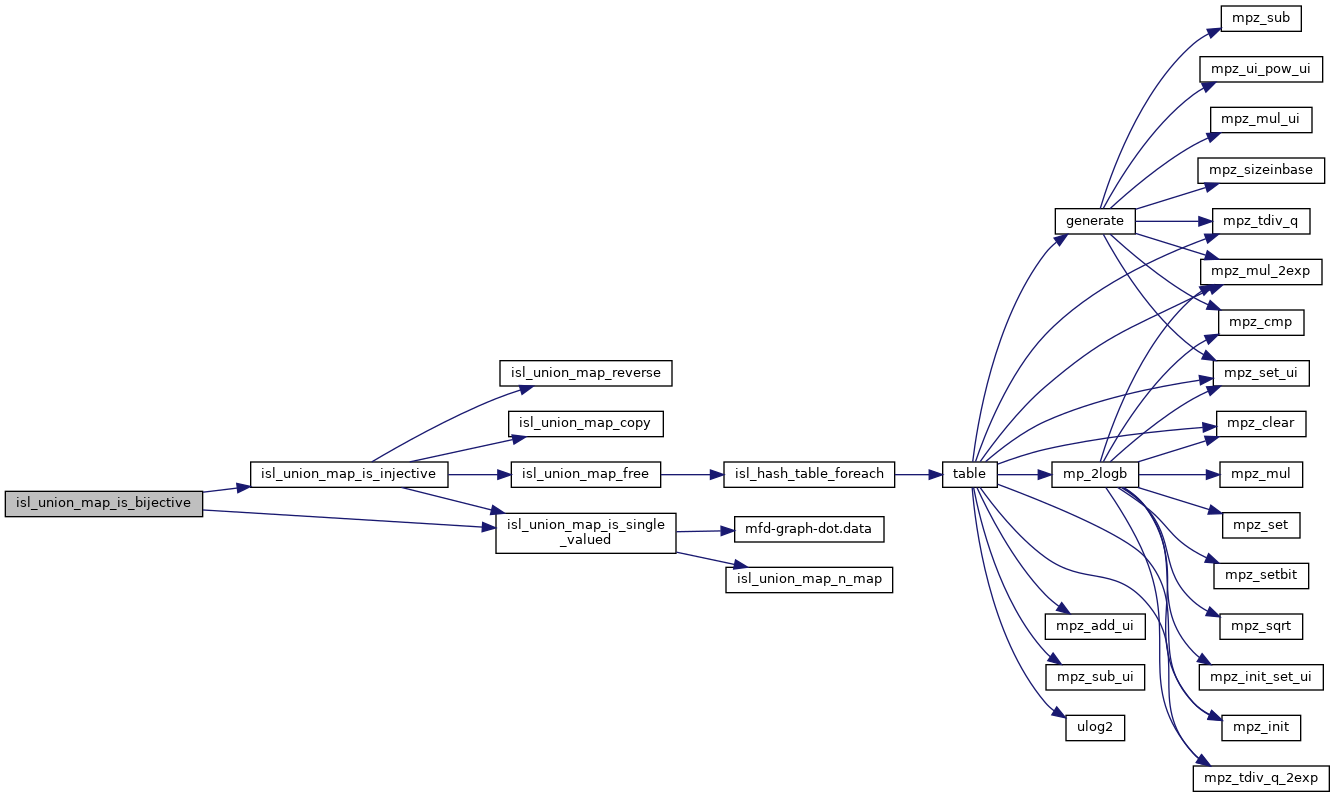 mpz_sub
mpz_ui_pow_ui
mpz_mul_ui
mpz_sizeinbase
generate
mpz_tdiv_q
mpz_mul_2exp
mpz_cmp
isl_union_map_reverse
mpz_set_ui
isl_union_map_copy
mpz_clear
isl_union_map_is_bijective
isl_union_map_is_injective
isl_union_map_free
isl_hash_table_foreach
table
mp_2logb
mpz_mul
isl_union_map_is_single
_valued
mfd-graph-dot.data
mpz_set
isl_union_map_n_map
mpz_setbit
mpz_add_ui
mpz_sqrt
mpz_sub_ui
mpz_init_set_ui
ulog2
mpz_init
mpz_tdiv_q_2exp